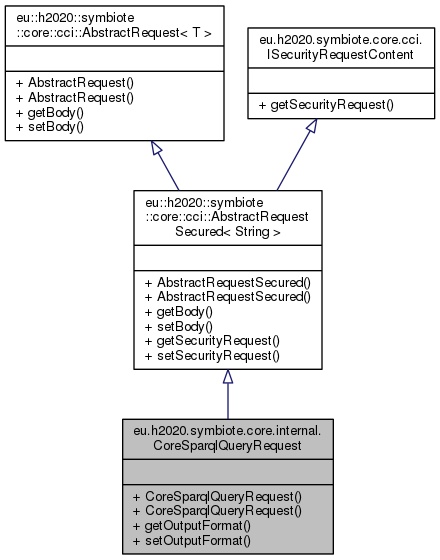 eu::h2020::symbiote
::core::cci::AbstractRequest< T >
+ AbstractRequest()
+ AbstractRequest()
+ getBody()
+ setBody()
eu.h2020.symbiote.core.cci.
ISecurityRequestContent
+ getSecurityRequest()
eu::h2020::symbiote
::core::cci::AbstractRequest
Secured< String >
+ AbstractRequestSecured()
+ AbstractRequestSecured()
+ getBody()
+ setBody()
+ getSecurityRequest()
+ setSecurityRequest()
eu.h2020.symbiote.core.internal.
CoreSparqlQueryRequest
+ CoreSparqlQueryRequest()
+ CoreSparqlQueryRequest()
+ getOutputFormat()
+ setOutputFormat()